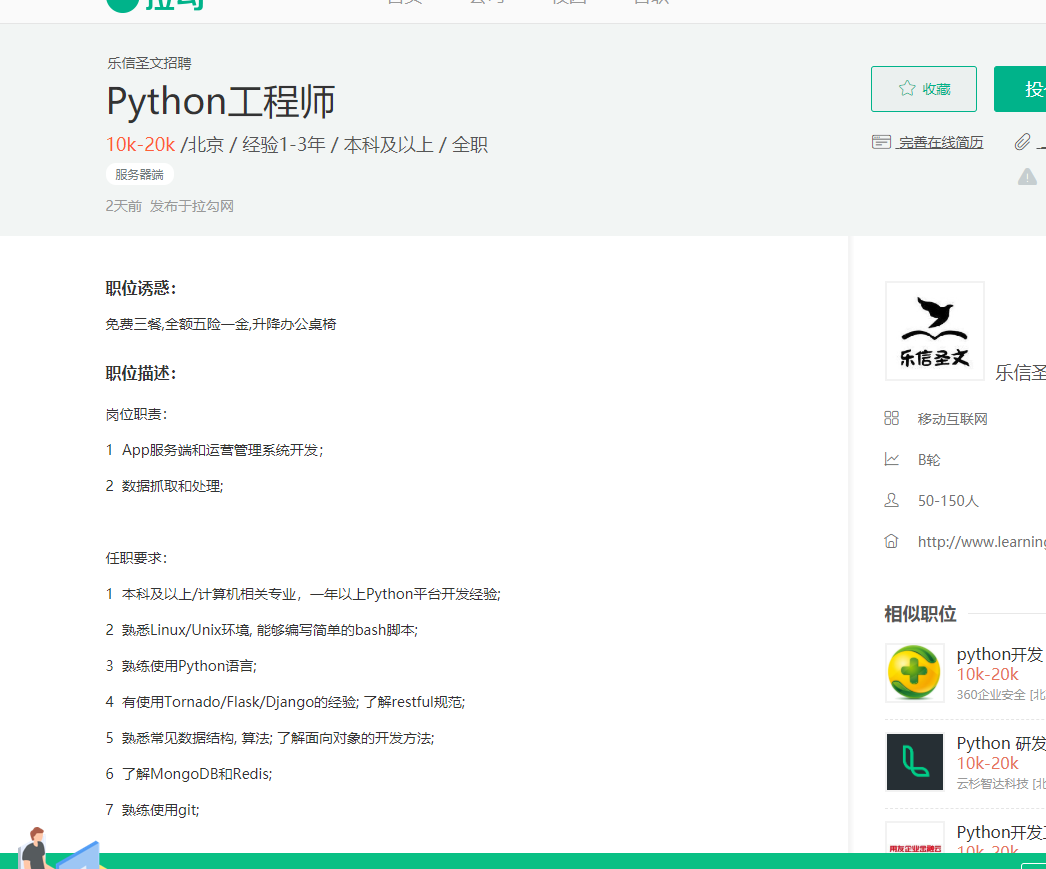 拉勾
乐信圣文招聘
Python工程师
10k-20k /北京 / 经验1-3年 / 本科及以上 / 全职
服务器端
2天前 发布于拉勾网
收藏
投
完善在线简历
职位诱惑：
免费三餐,全额五险一金,升降办公桌椅
职位描述：
岗位职责：
1 App服务端和运营管理系统开发;
2 数据抓取和处理;
任职要求：
1 本科及以上/计算机相关专业，一年以上Python平台开发经验;
2 熟悉Linux/Unix环境, 能够编写简单的bash脚本;
3 熟练使用Python语言;
4 有使用Tornado/Flask/Django的经验; 了解restful规范;
5 熟悉常见数据结构, 算法; 了解面向对象的开发方法;
6 了解MongoDB和Redis;
7 熟练使用git;
乐信圣文
乐信圣
移动互联网
B轮
50-150人
http://www.learning
相似职位
python开发
10k-20k
360企业安全 [北
Python 研发
10k-20k
云杉智达科技 [北
Python开发工
10k-20k
用友企业金融云